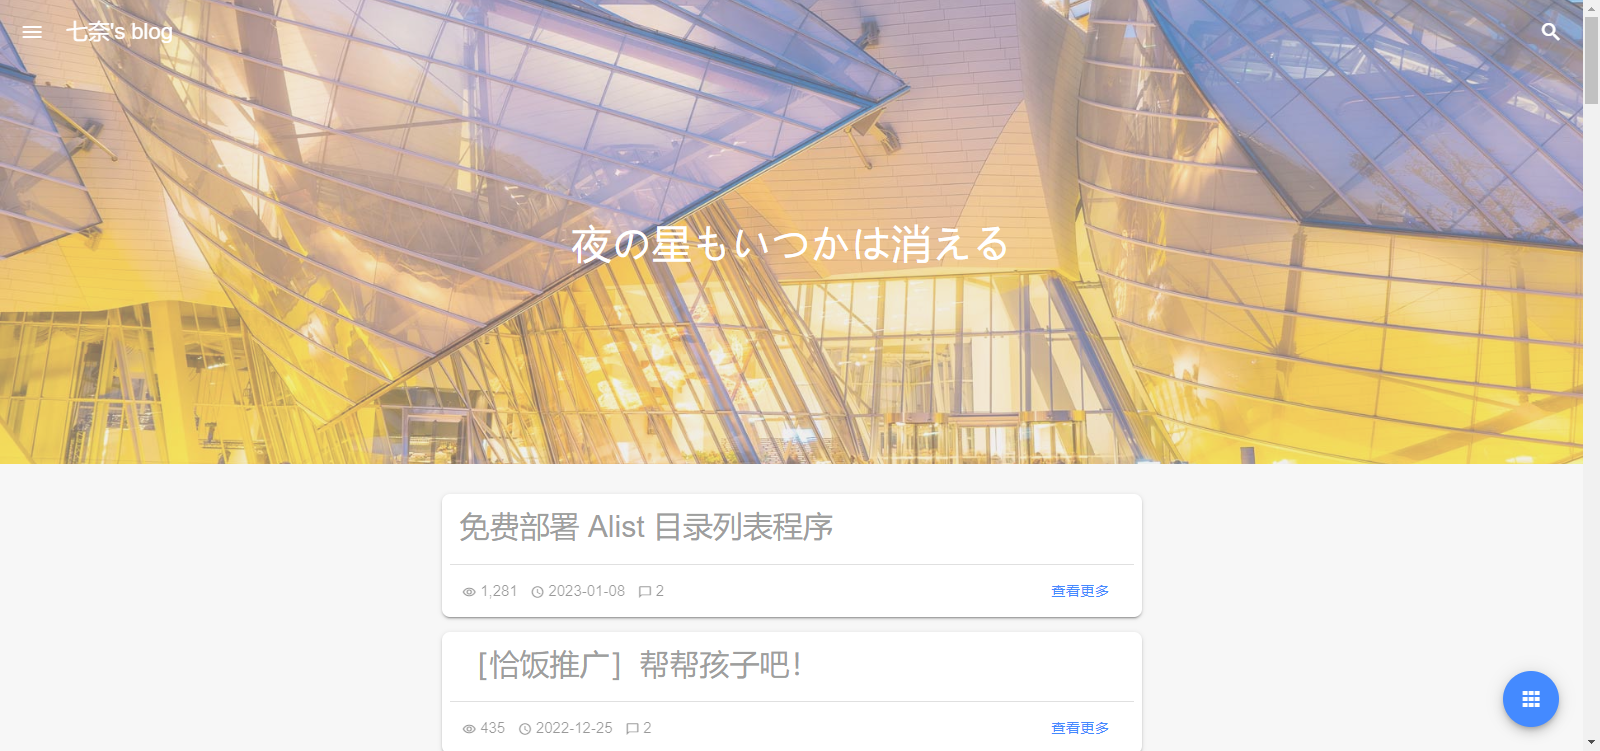 七奈's blog
夜の星もいつかは消える
免费部署 Alist 目录列表程序
1,281 2023-01-08 2 查看更多
［恰饭推广］帮帮孩子吧！
435 2022-12-25 2 查看更多